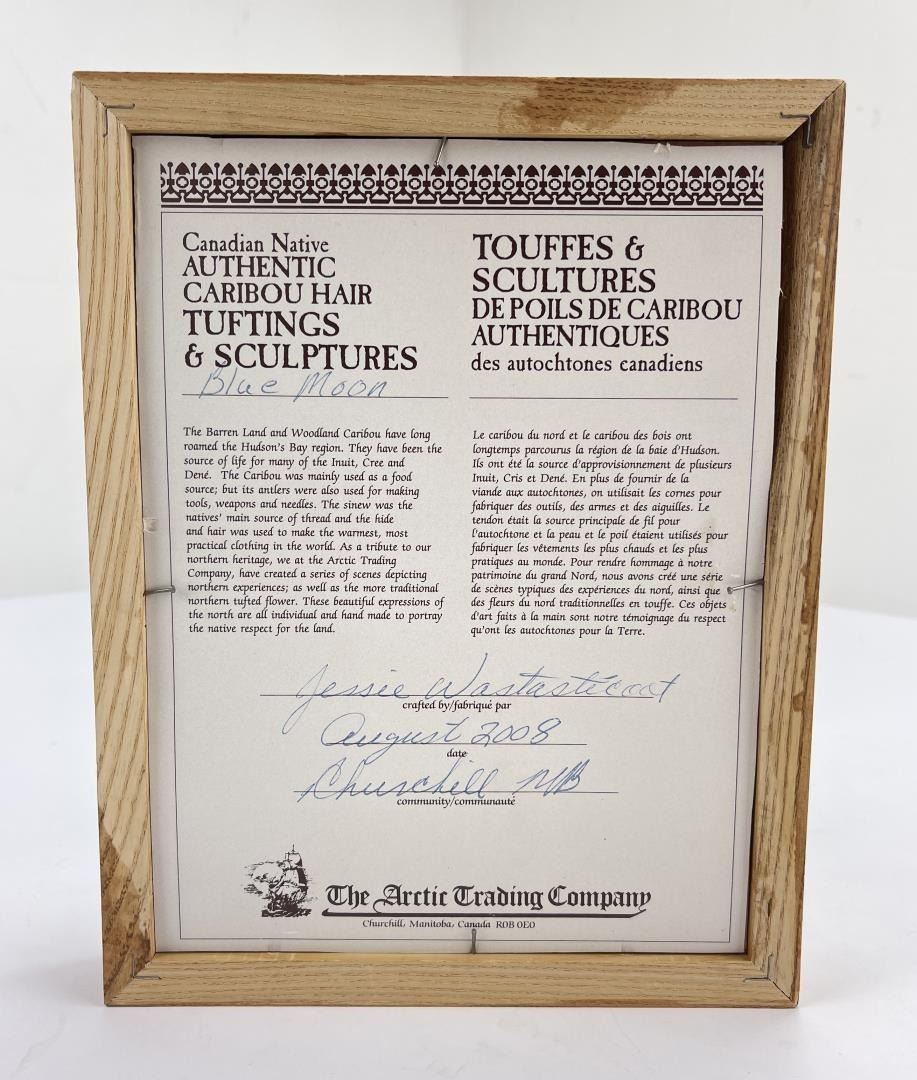 Canadian Native
AUTHENTIC
CARIBOU HAIR
TUFTINGS
& SCULPTURES
Blue Moon
The Barren Land and Woodland Caribou have long
roamed the Hudson's Bay region. They have been the
source of life for many of the Inuit, Cree and
Dené. The Caribou was mainly used as a food
source; but its antlers were also used for making
tools, weapons and needles. The sinew was the
natives' main source of thread and the hide
and hair was used to make the warmest, most
practical clothing in the world. As a tribute to our
northern heritage, we at the Arctic Trading
Company, have created a series of scenes depicting
northern experiences; as well as the more traditional
northern tufted flower. These beautiful expressions of
the north are all individual and hand made to portray
the native respect for the land.
TOUFFES &
SCULTURES
DE POILS DE CARIBOU
AUTHENTIQUES
des autochtones canadiens
Le caribou du nord et le caribou des bois ont
longtemps parcourus la région de la baie d'Hudson.
Ils ont été la source d'approvisionnement de plusieurs
Inuit, Cris et Dené. En plus de fournir de la
viande aux autochtones, on utilisait les cornes pour
fabriquer des outils, des armes et des aiguilles. Le
tendon était la source principale de fil pour
l'autochtone et la peau et le poil étaient utilisés pour
fabriquer les vêtements les plus chauds et les plus
pratiques au monde. Pour rendre hommage à notre
patrimoine du grand Nord, nous avons créé une série
de scènes typiques des expériences du nord, ainsi que
des fleurs du nord traditionnelles en touffe. Ces objets
d'art faits à la main sont notre témoignage du respect
qu'ont les autochtones pour la Terre.
Jessie Wastasticoot
crafted by/fabriqué par
August 2008
date
Churchill MB
community/communauté
The Arctic Trading Company
Churchill, Manitoba, Canada R0B 0E0